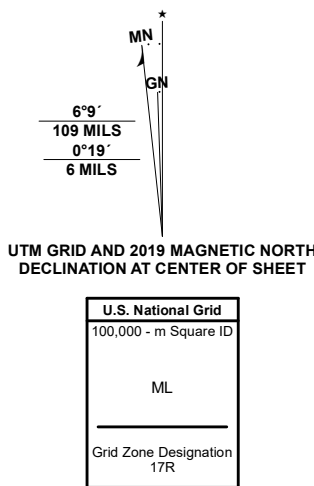 ★
MN
GN
6°9´
109 MILS
0°19´
6 MILS
UTM GRID AND 2019 MAGNETIC NORTH
DECLINATION AT CENTER OF SHEET
U.S. National Grid
100,000 - m Square ID
ML
Grid Zone Designation
17R